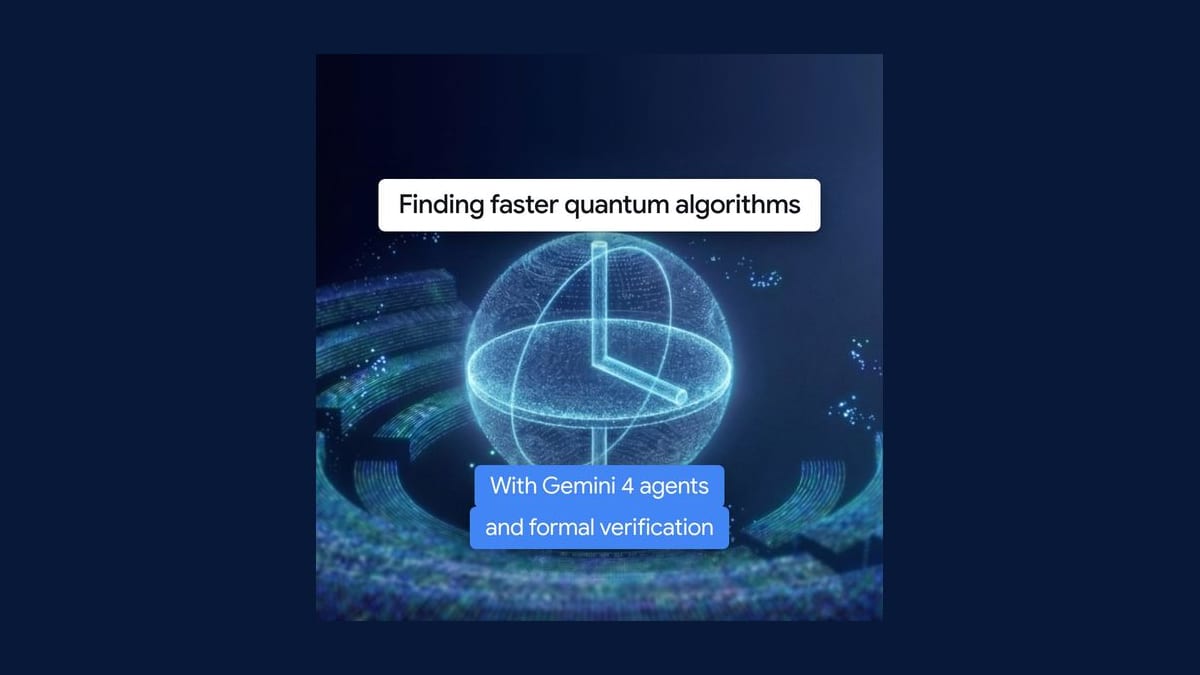 Finding faster quantum algorithms
With Gemini 4 agents
and formal verification